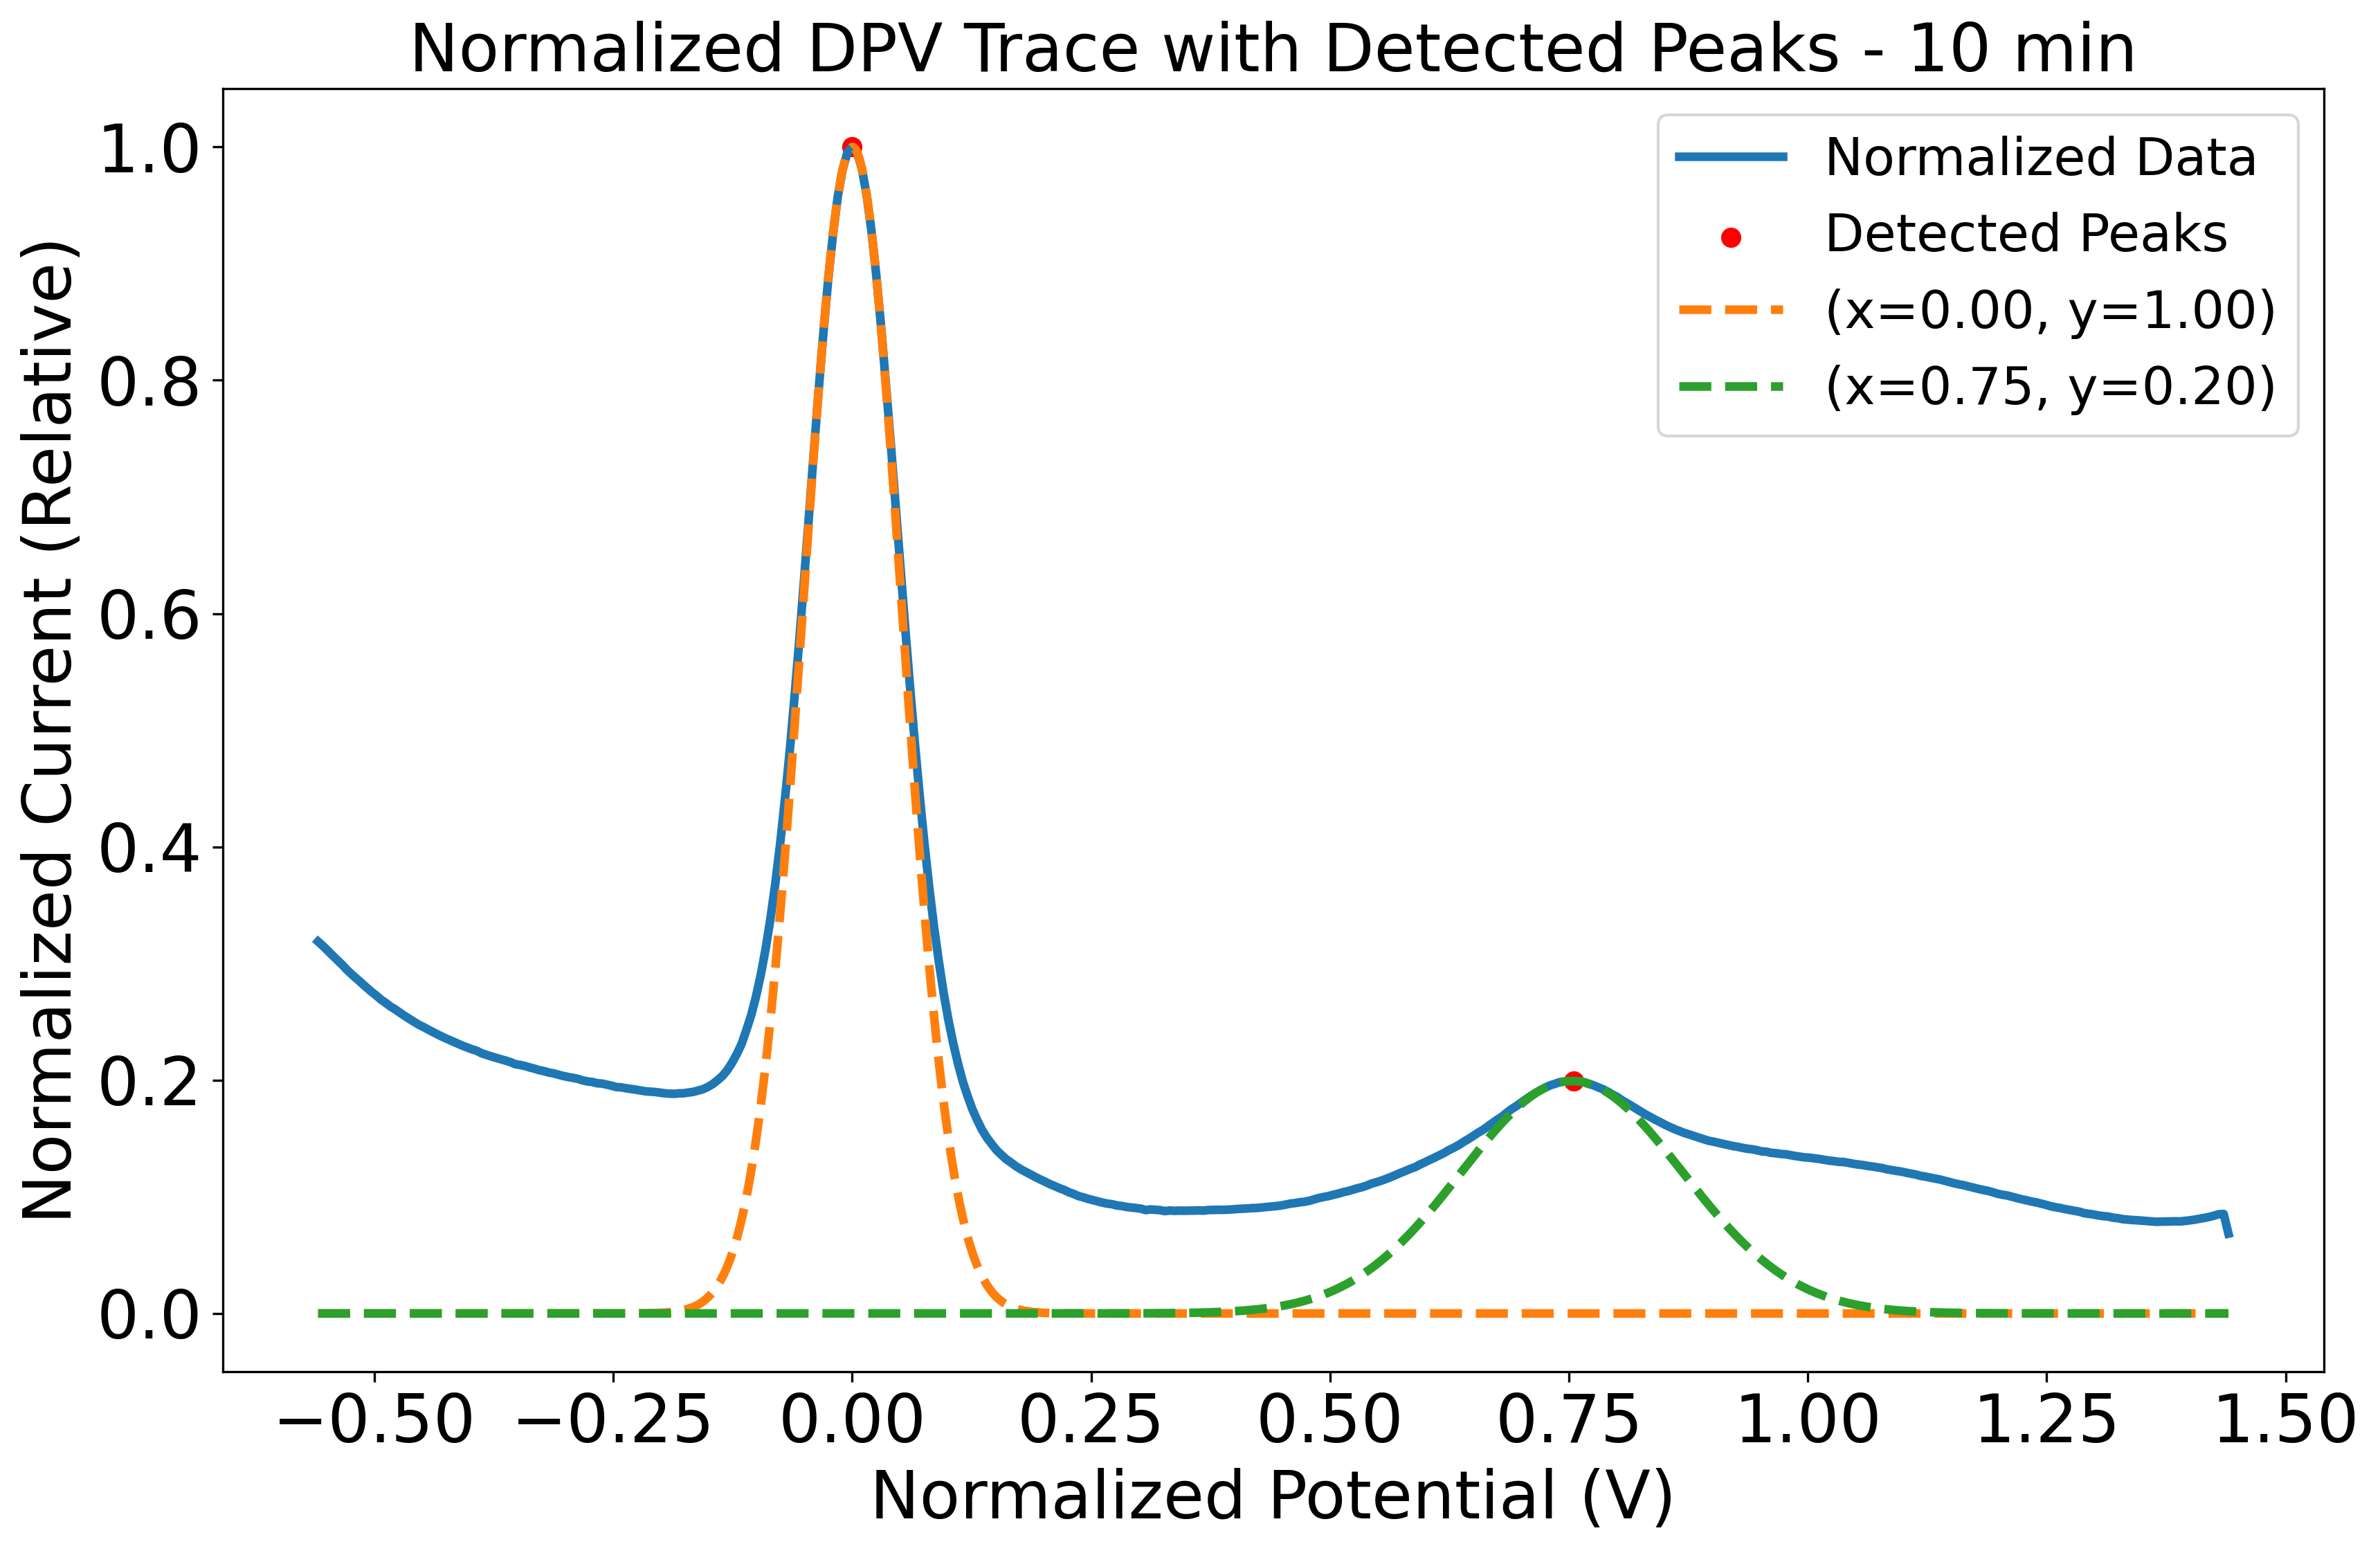 Normalized DPV Trace with Detected Peaks - 10 min
Normalized Data
Detected Peaks
(x=0.00, y=1.00)
(x=0.75, y=0.20)
Normalized Current (Relative)
1.0
0.8
0.6
0.4
0.2
0.0
−0.50 −0.25 0.00 0.25 0.50 0.75 1.00 1.25 1.50
Normalized Potential (V)